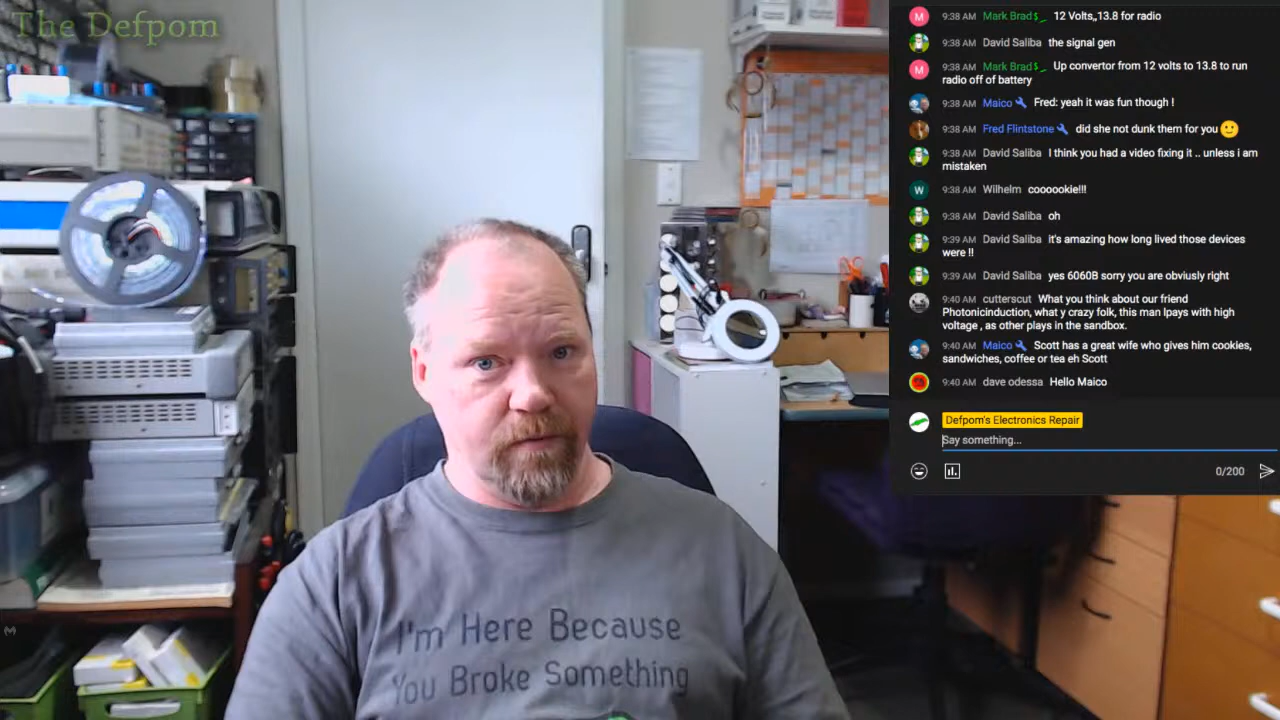 The Defpom
9:38 AM Mark Brad$_ 12 Volts,,13.8 for radio
9:38 AM David Saliba the signal gen
9:38 AM Mark Brad$_ Up convertor from 12 volts to 13.8 to run
radio off of battery
9:38 AM Maico Fred: yeah it was fun though !
9:38 AM Fred Flintstone did she not dunk them for you
9:38 AM David Saliba I think you had a video fixing it .. unless i am
mistaken
W
9:38 AM Wilhelm cooooookie!!!
9:38 AM David Saliba oh
9:39 AM David Saliba it's amazing how long lived those devices
were !!
9:39 AM David Saliba yes 6060B sorry you are obviusly right
9:40 AM cutterscut What you think about our friend
Photonicinduction, what y crazy folk, this man lpays with high
voltage , as other plays in the sandbox.
9:40 AM Maico Scott has a great wife who gives him cookies,
sandwiches, coffee or tea eh Scott
9:40 AM dave odessa Hello Maico
Defpom's Electronics Repair
Say something...
0/200
I'm Here Because
You Broke Something